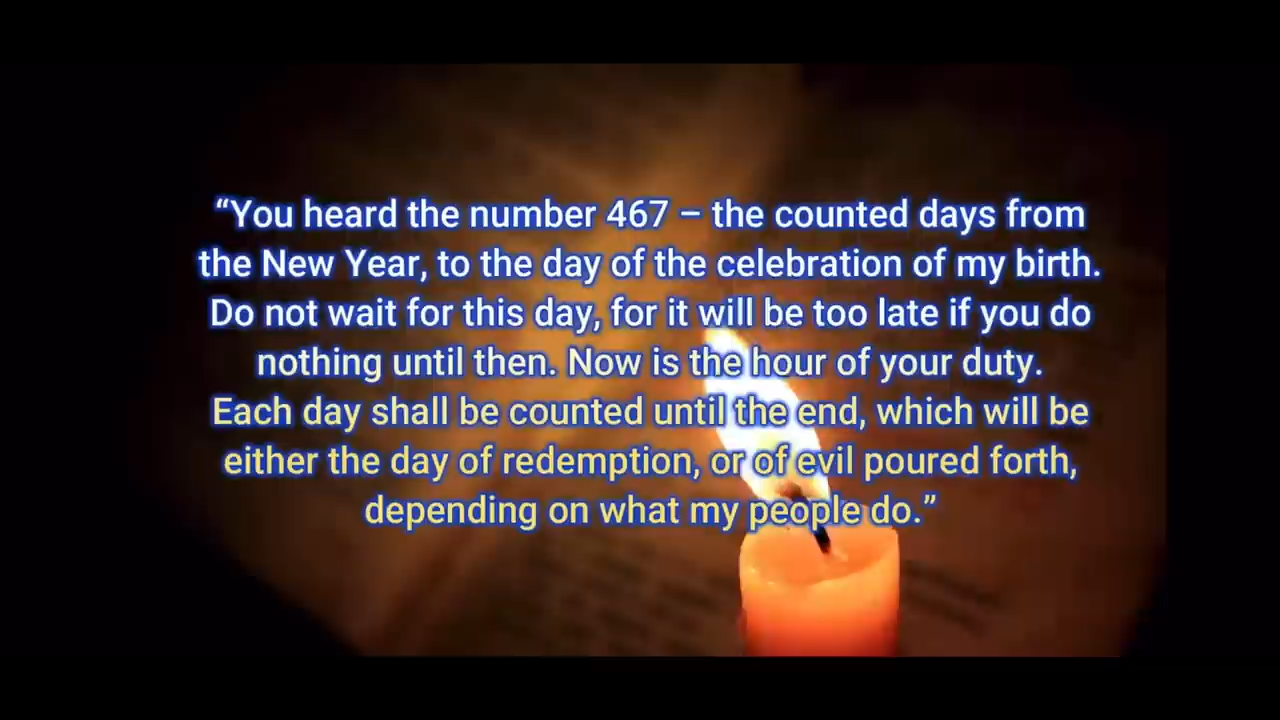 “You heard the number 467 – the counted days from
the New Year, to the day of the celebration of my birth.
Do not wait for this day, for it will be too late if you do
nothing until then. Now is the hour of your duty.
Each day shall be counted until the end, which will be
either the day of redemption, or of evil poured forth,
depending on what my people do.”